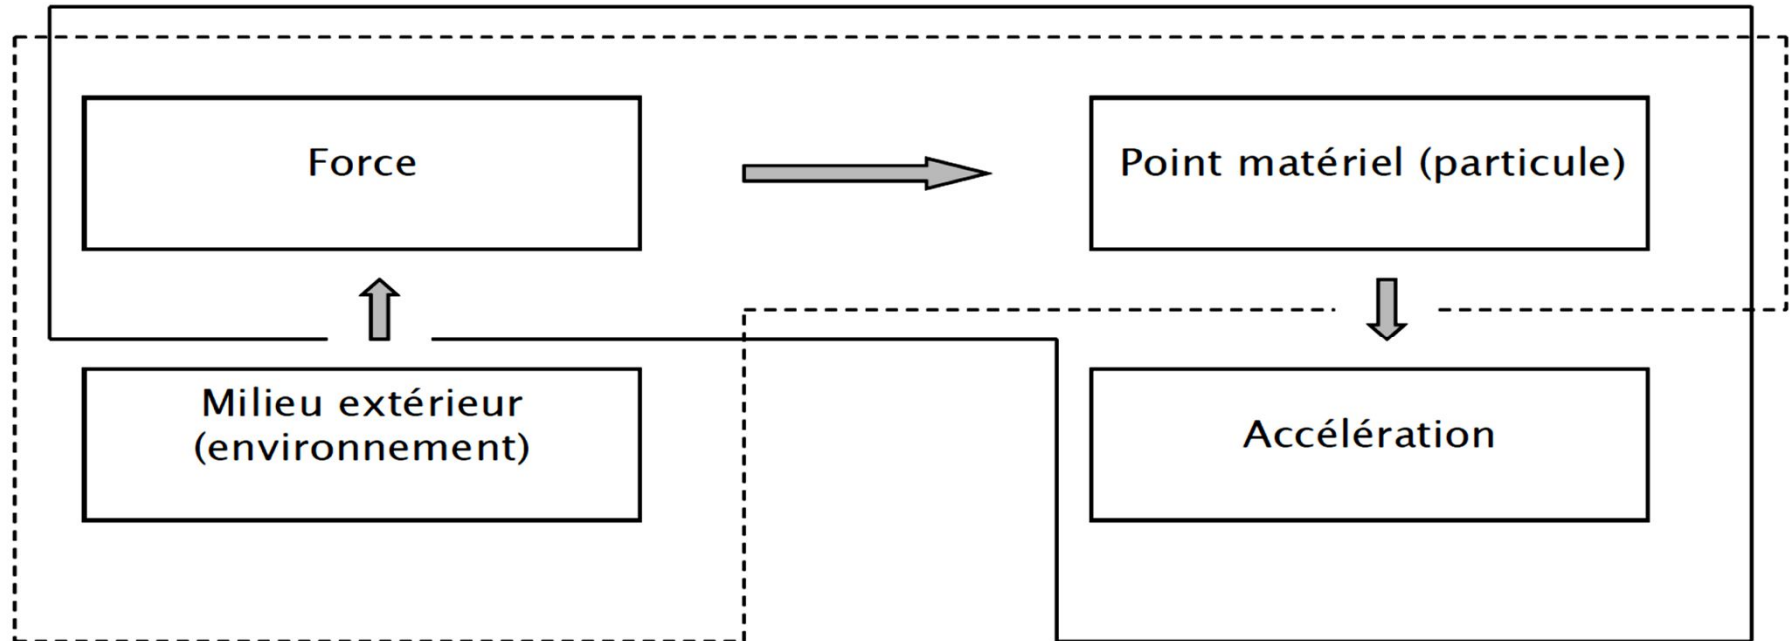 Force
Point matériel (particule)
Milieu extérieur
(environnement)
Accélération